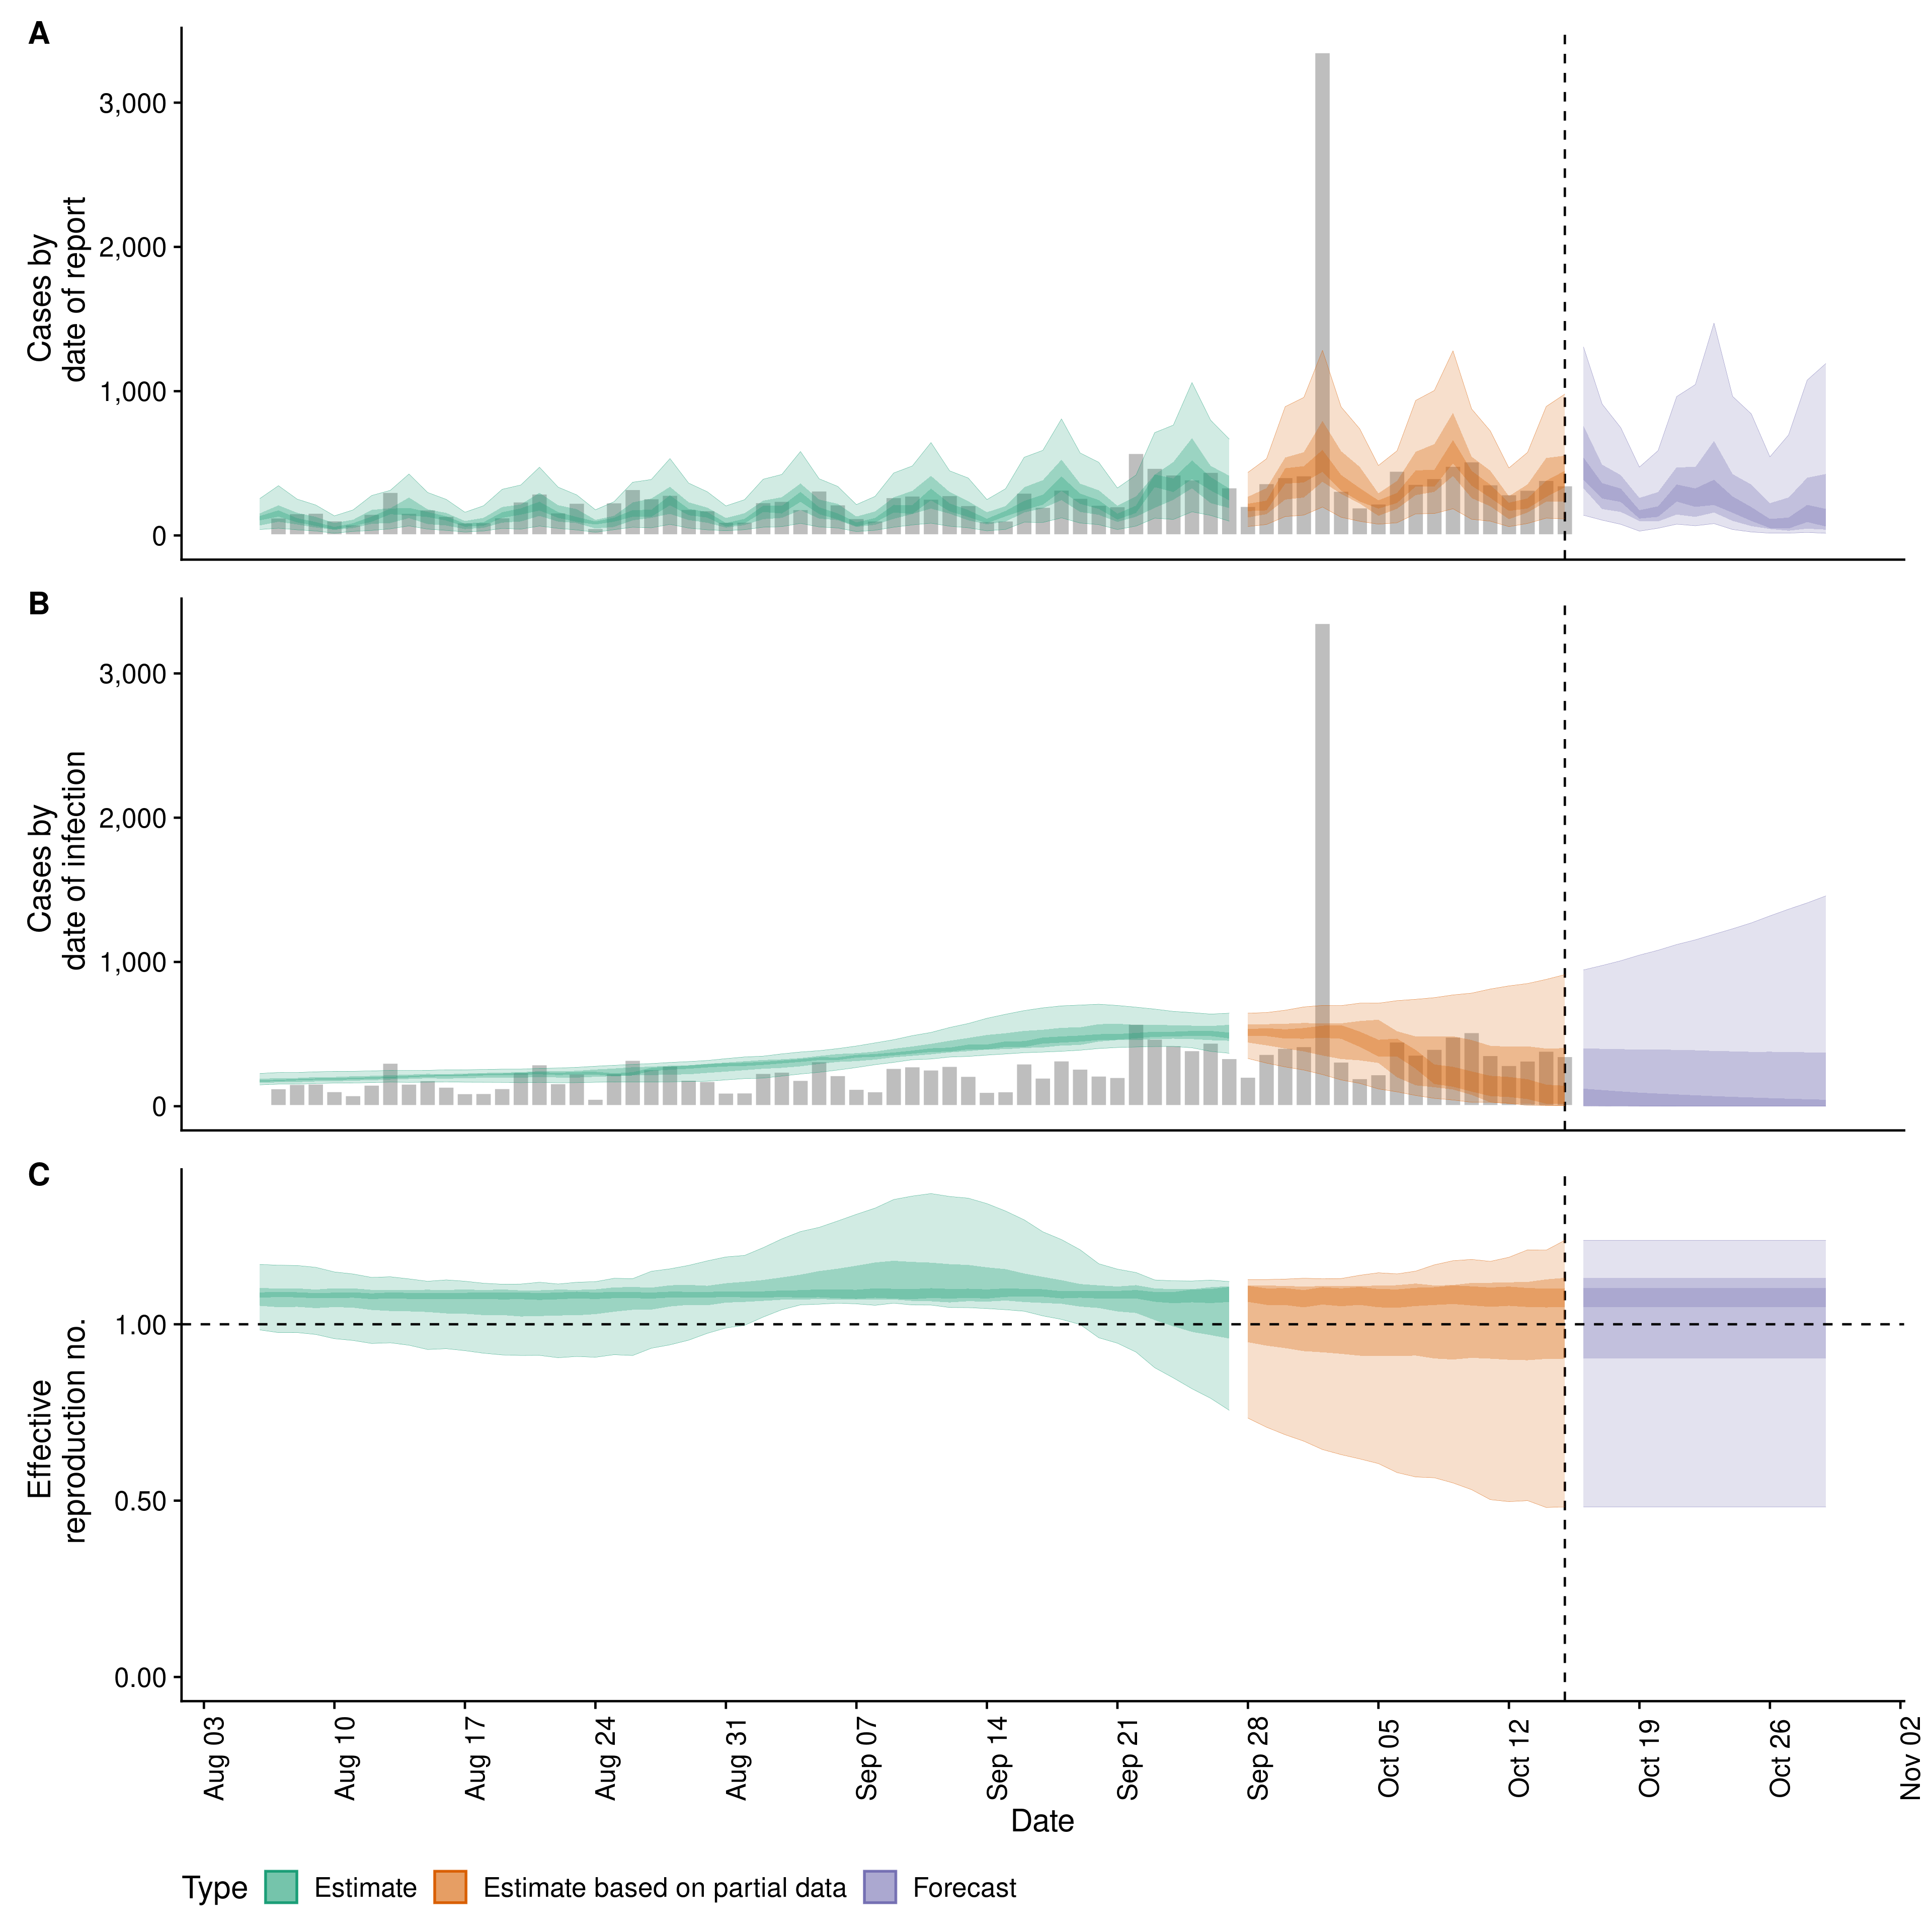 A
Cases by
date of report
3,000
2,000
1,000
0
B
Cases by
date of infection
3,000
2,000
1,000
0
C
Effective
reproduction no.
1.00
0.50
0.00
Aug 03
Aug 10
Aug 17
Aug 24
Aug 31
Sep 07
Sep 14
Sep 21
Sep 28
Oct 05
Oct 12
Oct 19
Oct 26
Nov 02
Date
Type Estimate Estimate based on partial data Forecast